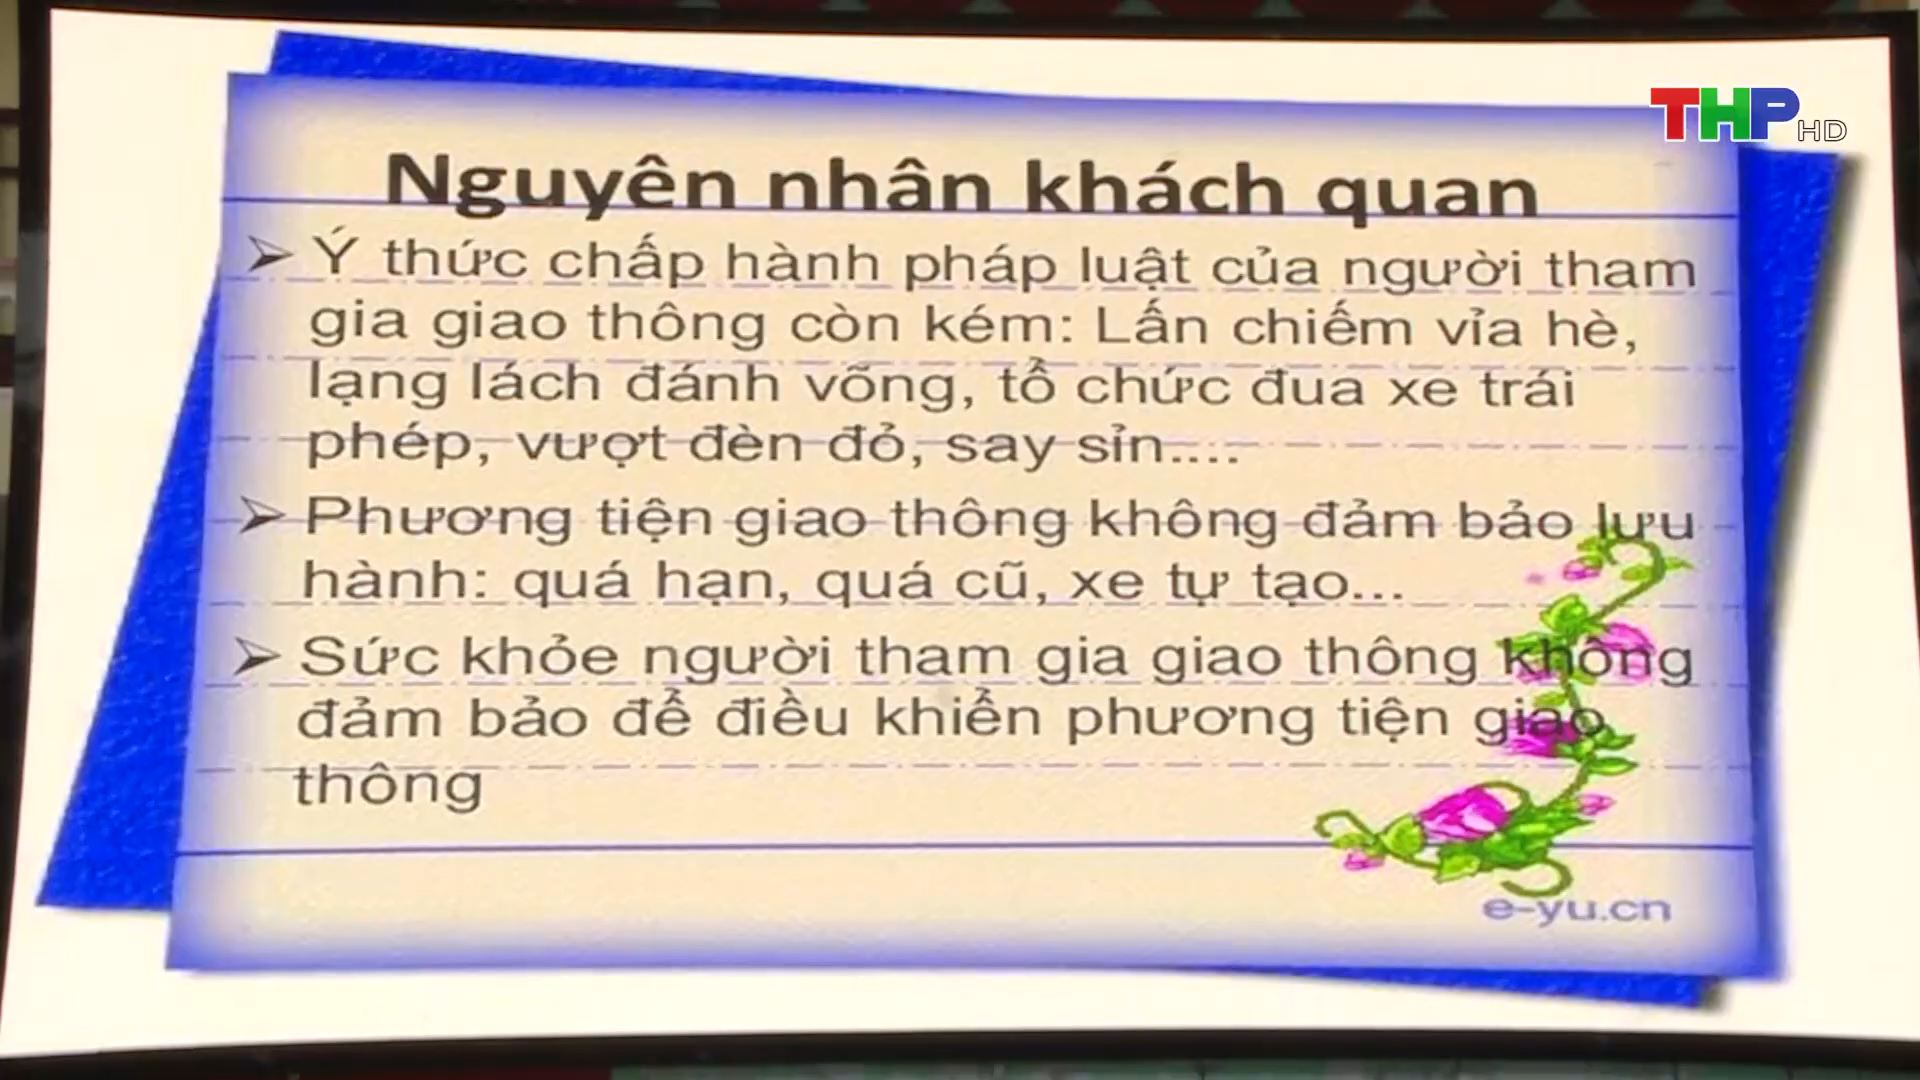 THP HD
Nguyên nhân khách quan
➢ Ý thức chấp hành pháp luật của người tham
gia giao thông còn kém: Lấn chiếm vỉa hè,
lạng lách đánh võng, tổ chức đua xe trái
phép, vượt đèn đỏ, say sỉn....
➢ Phương tiện giao thông không đảm bảo lưu
hành: quá hạn, quá cũ, xe tự tạo...
➢ Sức khỏe người tham gia giao thông không
đảm bảo để điều khiển phương tiện giao
thông
e-yu.cn